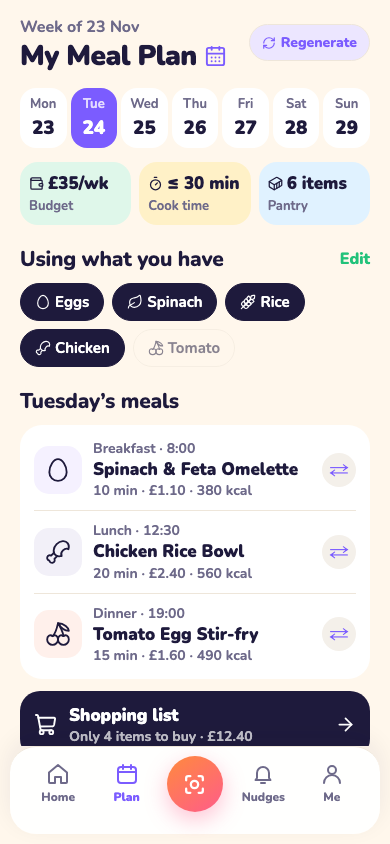 Week of 23 Nov
My Meal Plan
Regenerate
Mon Tue Wed Thu Fri Sat Sun
23 24 25 26 27 28 29
£35/wk ≤ 30 min 6 items
Budget Cook time Pantry
Using what you have Edit
Eggs Spinach Rice
Chicken Tomato
Tuesday’s meals
Breakfast · 8:00
Spinach & Feta Omelette
10 min · £1.10 · 380 kcal
Lunch · 12:30
Chicken Rice Bowl
20 min · £2.40 · 560 kcal
Dinner · 19:00
Tomato Egg Stir-fry
15 min · £1.60 · 490 kcal
Shopping list
Only 4 items to buy · £12.40
Home Plan Nudges Me